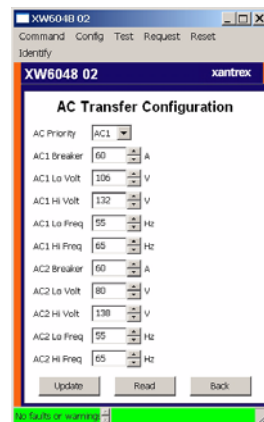 XW6048 02
Command Config Test Request Reset
Identify
XW6048 02 xantrex
AC Transfer Configuration
AC Priority AC1
AC1 Breaker 60 A
AC1 Lo Volt 106 V
AC1 Hi Volt 132 V
AC1 Lo Freq 55 Hz
AC1 Hi Freq 65 Hz
AC2 Breaker 60 A
AC2 Lo Volt 80 V
AC2 Hi Volt 138 V
AC2 Lo Freq 55 Hz
AC2 Hi Freq 65 Hz
Update Read Back
No faults or warning